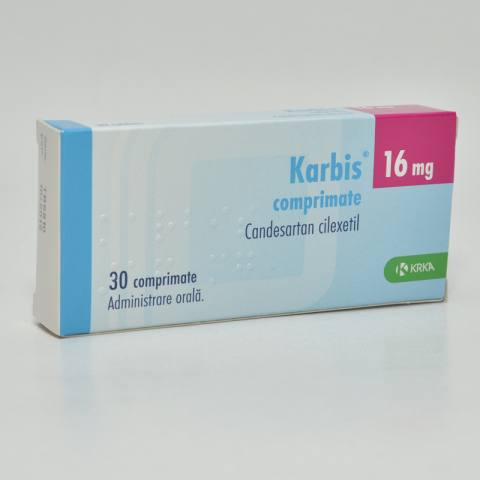 Karbis®
comprimate
Candesartan cilexetil
16 mg
KRKA
30 comprimate
Administrare orală.